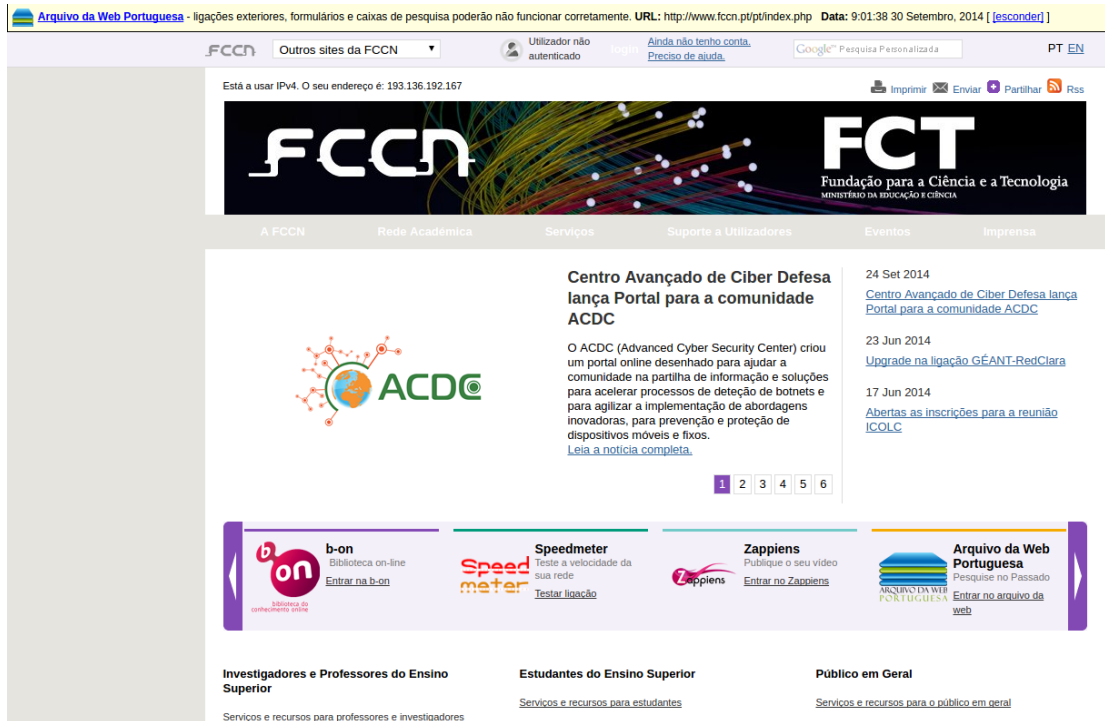 Arquivo da Web Portuguesa - ligações exteriores, formulários e caixas de pesquisa poderão não funcionar corretamente. URL: http://www.fccn.pt/pt/index.php Data: 9:01:38 30 Setembro, 2014 [ [esconder] ]
FCCN
Outros sites da FCCN
Utilizador não
autenticado
login
Ainda não tenho conta.
Preciso de ajuda.
Google™ Pesquisa Personalizada
PT EN
Está a usar IPv4. O seu endereço é: 193.136.192.167
Imprimir Enviar Partilhar Rss
FCCN
FCT
Fundação para a Ciência e a Tecnologia
MINISTÉRIO DA EDUCAÇÃO E CIÊNCIA
A FCCN Rede Académica Serviços Suporte a Utilizadores Eventos Imprensa
ACDC
Centro Avançado de Ciber Defesa
lança Portal para a comunidade
ACDC
O ACDC (Advanced Cyber Security Center) criou
um portal online desenhado para ajudar a
comunidade na partilha de informação e soluções
para acelerar processos de deteção de botnets e
para agilizar a implementação de abordagens
inovadoras, para prevenção e proteção de
dispositivos móveis e fixos.
Leia a notícia completa.
1 2 3 4 5 6
24 Set 2014
Centro Avançado de Ciber Defesa lança
Portal para a comunidade ACDC
23 Jun 2014
Upgrade na ligação GÉANT-RedClara
17 Jun 2014
Abertas as inscrições para a reunião
ICOLC
b-on
biblioteca do
conhecimento online
b-on
Biblioteca on-line
Entrar na b-on
Speed
meter
Speedmeter
Teste a velocidade da
sua rede
Testar ligação
Zappiens
Zappiens
Publique o seu vídeo
Entrar no Zappiens
ARQUIVO DA WEB
PORTUGUESA
Arquivo da Web
Portuguesa
Pesquise no Passado
Entrar no arquivo da
web
Investigadores e Professores do Ensino
Superior
Serviços e recursos para professores e investigadores
Estudantes do Ensino Superior
Serviços e recursos para estudantes
Público em Geral
Serviços e recursos para o público em geral